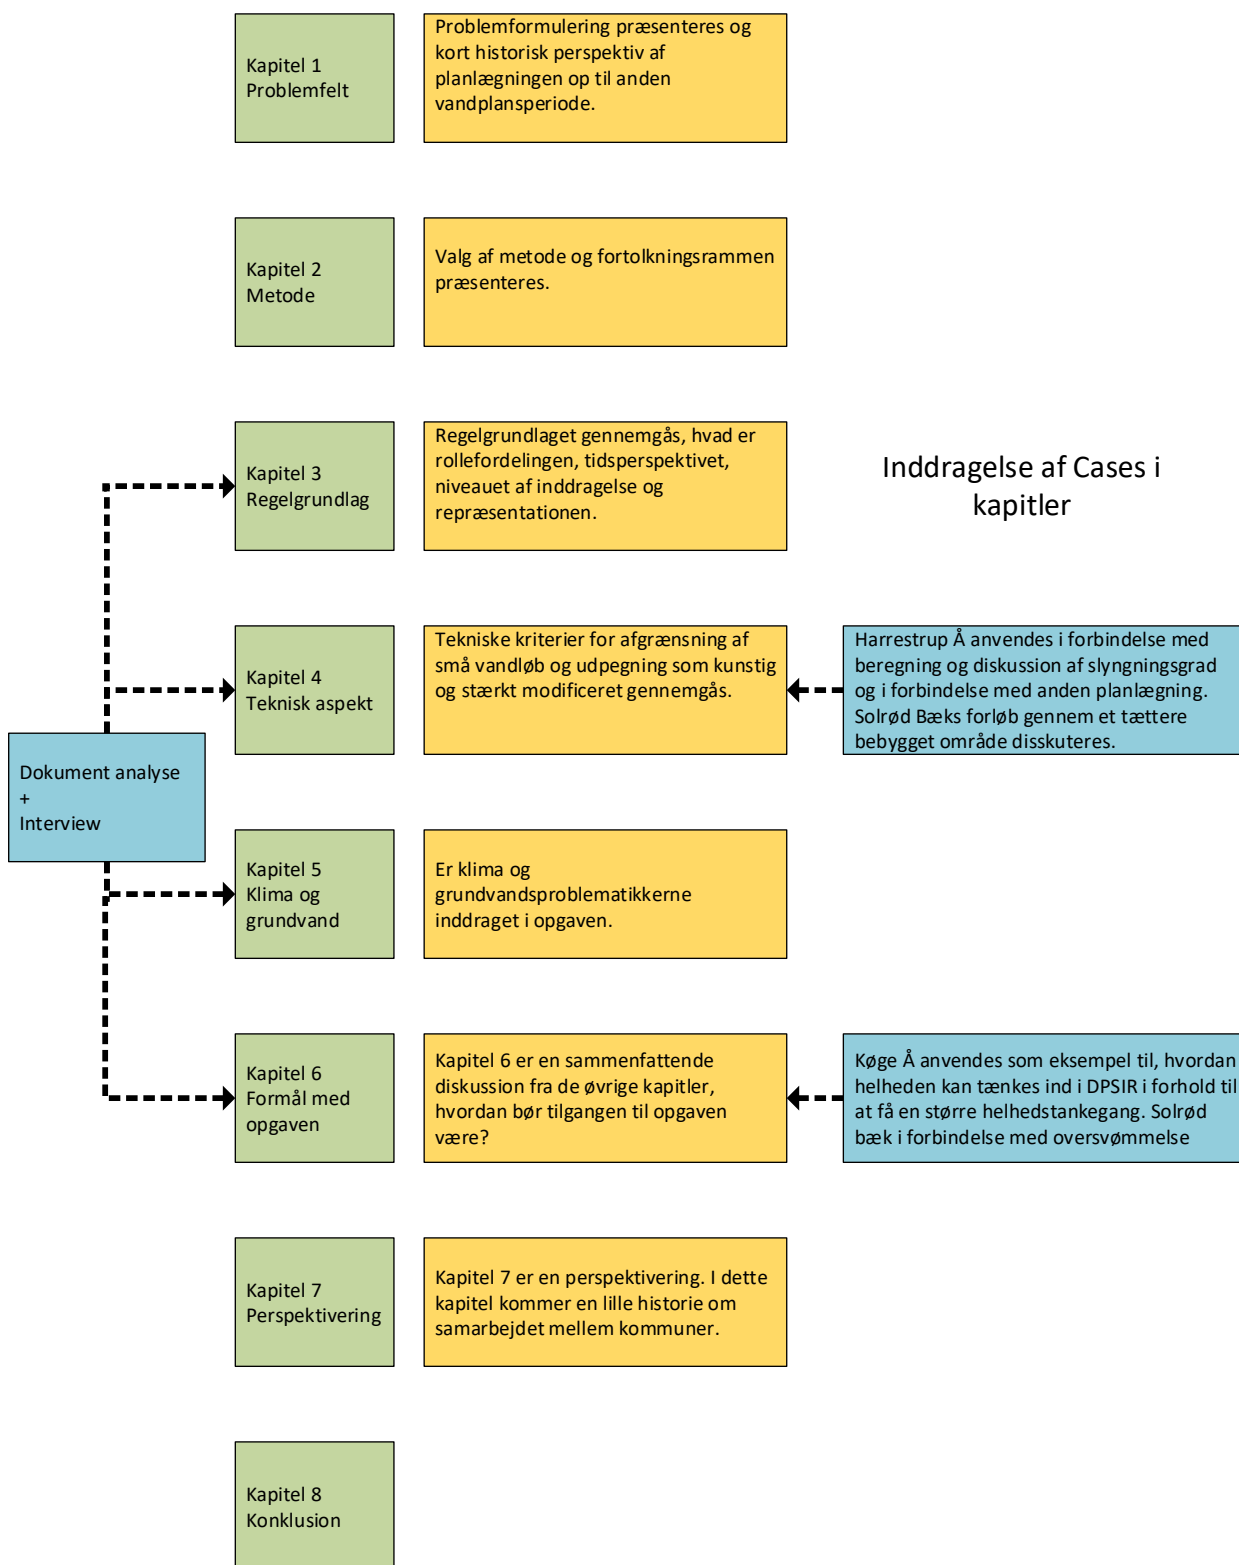 Kapitel 1
Problemfelt
Problemformulering præsenteres og
kort historisk perspektiv af
planlægningen op til anden
vandplansperiode.
Kapitel 2
Metode
Valg af metode og fortolkningsrammen
præsenteres.
Kapitel 3
Regelgrundlag
Regelgrundlaget gennemgås, hvad er
rollefordelingen, tidsperspektivet,
niveauet af inddragelse og
repræsentationen.
Inddragelse af Cases i
kapitler
Kapitel 4
Teknisk aspekt
Tekniske kriterier for afgrænsning af
små vandløb og udpegning som kunstig
og stærkt modificeret gennemgås.
Harrestrup Å anvendes i forbindelse med
beregning og diskussion af slyngningsgrad
og i forbindelse med anden planlægning.
Solrød Bæks forløb gennem et tættere
bebygget område disskuteres.
Dokument analyse
+
Interview
Kapitel 5
Klima og
grundvand
Er klima og
grundvandsproblematikkerne
inddraget i opgaven.
Kapitel 6
Formål med
opgaven
Kapitel 6 er en sammenfattende
diskussion fra de øvrige kapitler,
hvordan bør tilgangen til opgaven
være?
Køge Å anvendes som eksempel til, hvordan
helheden kan tænkes ind i DPSIR i forhold til
at få en større helhedstankegang. Solrød
bæk i forbindelse med oversvømmelse
Kapitel 7
Perspektivering
Kapitel 7 er en perspektivering. I dette
kapitel kommer en lille historie om
samarbejdet mellem kommuner.
Kapitel 8
Konklusion